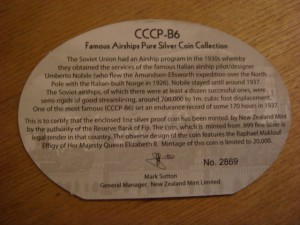 CCCP-B6
Famous Airships Pure Silver Coin Collection
The Soviet Union had an Airship program in the 1930s whereby
they obtained the services of the famous Italian airship pilot/designer
Umberto Nobile (who flew the Amundsen-Ellsworth expedition over the North
Pole with the Italian-built Norge in 1926). Nobile stayed until around 1937.
The Soviet airships, of which there were at least a dozen successful ones, were
semi-rigids of good streamlining, around 700,000 to 1m. cubic foot displacement.
One of the most famous (CCCP-B6) set an endurance record of 170 hours in 1937.
This is to certify that the enclosed 1oz silver proof coin has been minted by New Zealand Mint
by the authority of the Reserve Bank of Fiji. The coin, which is minted from .999 fine silver is
legal tender in that country. The obverse design of the coin features the Raphael Maklouf
Effigy of Her Majesty Queen Elizabeth II. Mintage of this coin is limited to 20,000.
No. 2869
Mark Sutton
General Manager, New Zealand Mint Limited